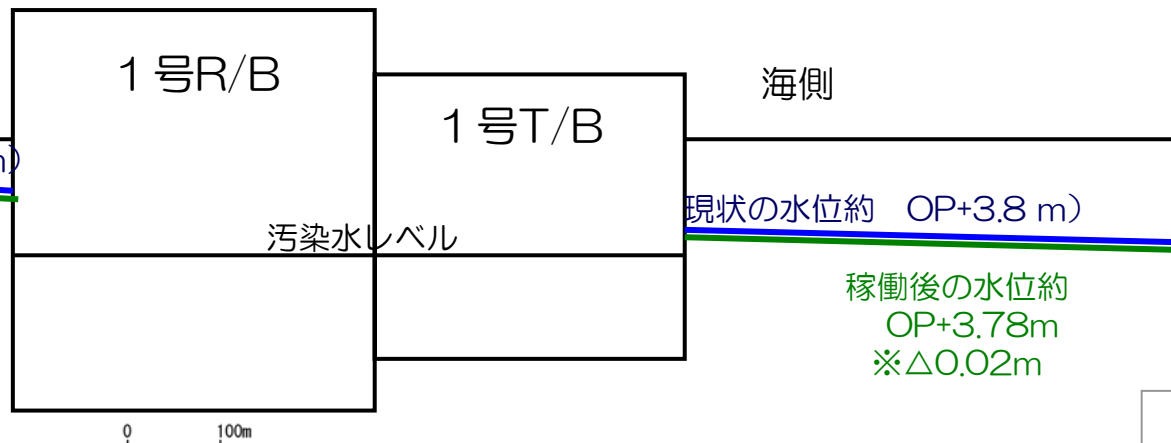 1号R/B
海側
1号T/B
m)
現状の水位約　OP+3.8 m)
汚染水レベル
稼働後の水位約
OP+3.78m
※△0.02m
0 100m